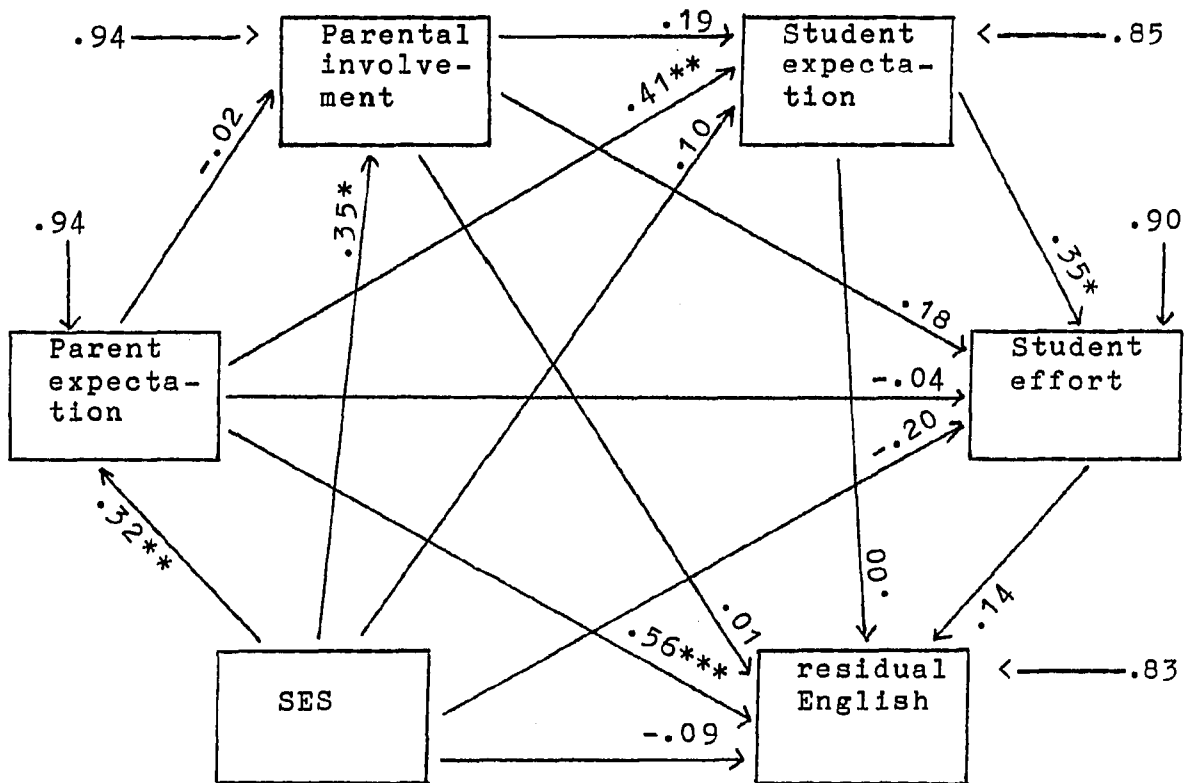 .94
Parental
involve-
ment
.19
Student
expecta-
tion
.85
.41**
.10
-.02
.35*
.94
.90
.35*
.18
Parent
expecta-
tion
-.04
Student
effort
-.20
.32**
.00
.14
.01
.56***
SES
residual
English
.83
-.09